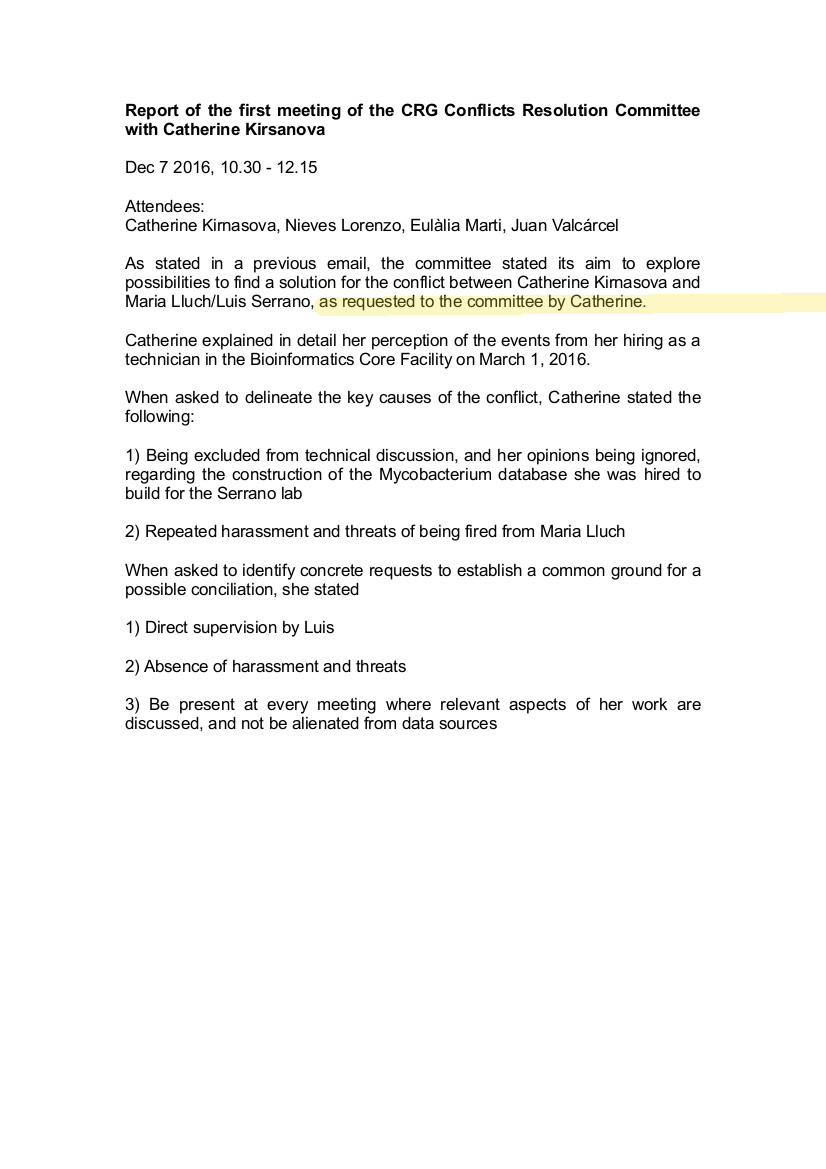 Report of the first meeting of the CRG Conflicts Resolution Committee
with Catherine Kirsanova
Dec 7 2016, 10.30 - 12.15
Attendees:
Catherine Kirnasova, Nieves Lorenzo, Eulàlia Marti, Juan Valcárcel
As stated in a previous email, the committee stated its aim to explore
possibilities to find a solution for the conflict between Catherine Kirnasova and
Maria Lluch/Luis Serrano, as requested to the committee by Catherine.
Catherine explained in detail her perception of the events from her hiring as a
technician in the Bioinformatics Core Facility on March 1, 2016.
When asked to delineate the key causes of the conflict, Catherine stated the
following:
1) Being excluded from technical discussion, and her opinions being ignored,
regarding the construction of the Mycobacterium database she was hired to
build for the Serrano lab
2) Repeated harassment and threats of being fired from Maria Lluch
When asked to identify concrete requests to establish a common ground for a
possible conciliation, she stated
1) Direct supervision by Luis
2) Absence of harassment and threats
3) Be present at every meeting where relevant aspects of her work are
discussed, and not be alienated from data sources